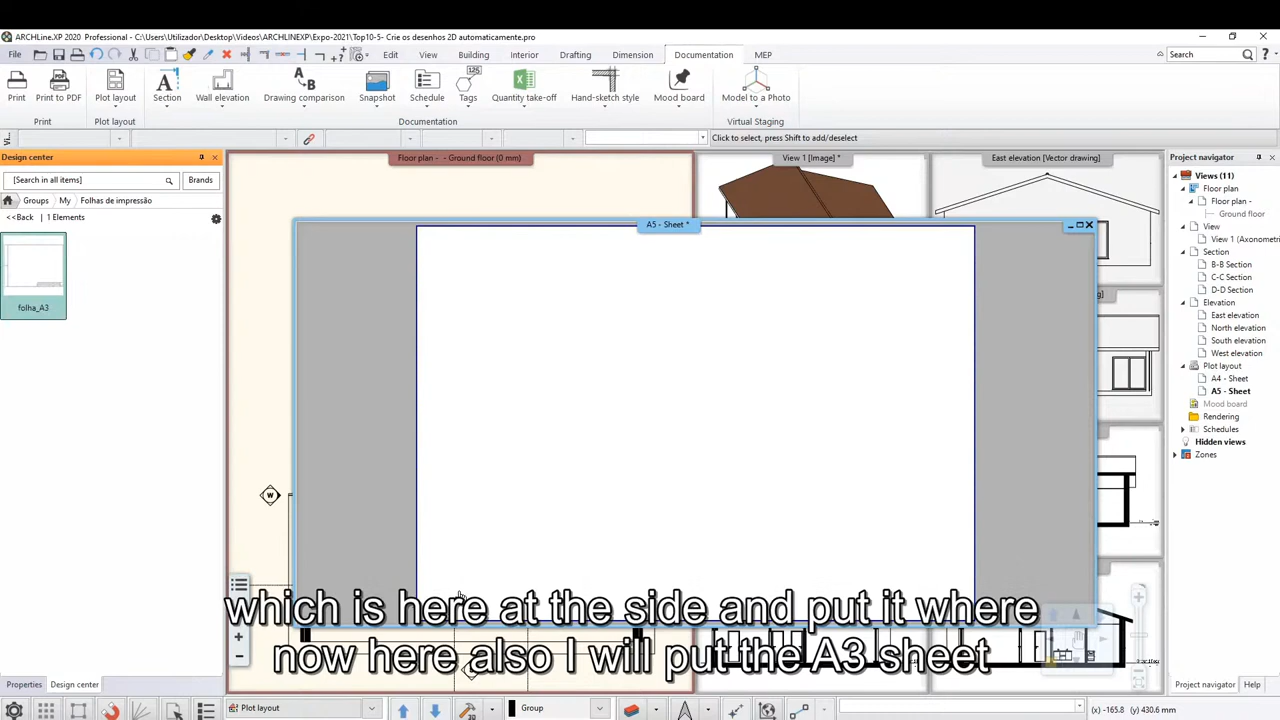 ARCHLine.XP 2020 Professional - C:\Users\Utilizador\Desktop\Videos\ARCHLINEXP\Expo-2021\Top10-5- Crie os desenhos 2D automaticamente.pro
File Edit View Building Interior Drafting Dimension Documentation MEP Search
Print Print to PDF Plot layout Section Wall elevation Drawing comparison Snapshot Schedule Tags Quantity take-off Hand-sketch style Mood board Model to a Photo
Print Plot layout Documentation Virtual Staging
Click to select, press Shift to add/deselect
Design center
[Search in all items] Brands
Groups My Folhas de impressão
<<Back 1 Elements
folha_A3
Floor plan - - Ground floor (0 mm)
View 1 [Image] *
East elevation [Vector drawing]
A5 - Sheet *
W
Project navigator
Views (11)
Floor plan
Floor plan -
Ground floor
View
View 1 (Axonometri
Section
B-B Section
C-C Section
D-D Section
Elevation
East elevation
North elevation
South elevation
West elevation
Plot layout
A4 - Sheet
A5 - Sheet
Mood board
Rendering
Schedules
Hidden views
Zones
which is here at the side and put it where
now here also I will put the A3 sheet
Properties Design center
Project navigator Help
Plot layout
Group
(x) -165.8 (y) 430.6 mm